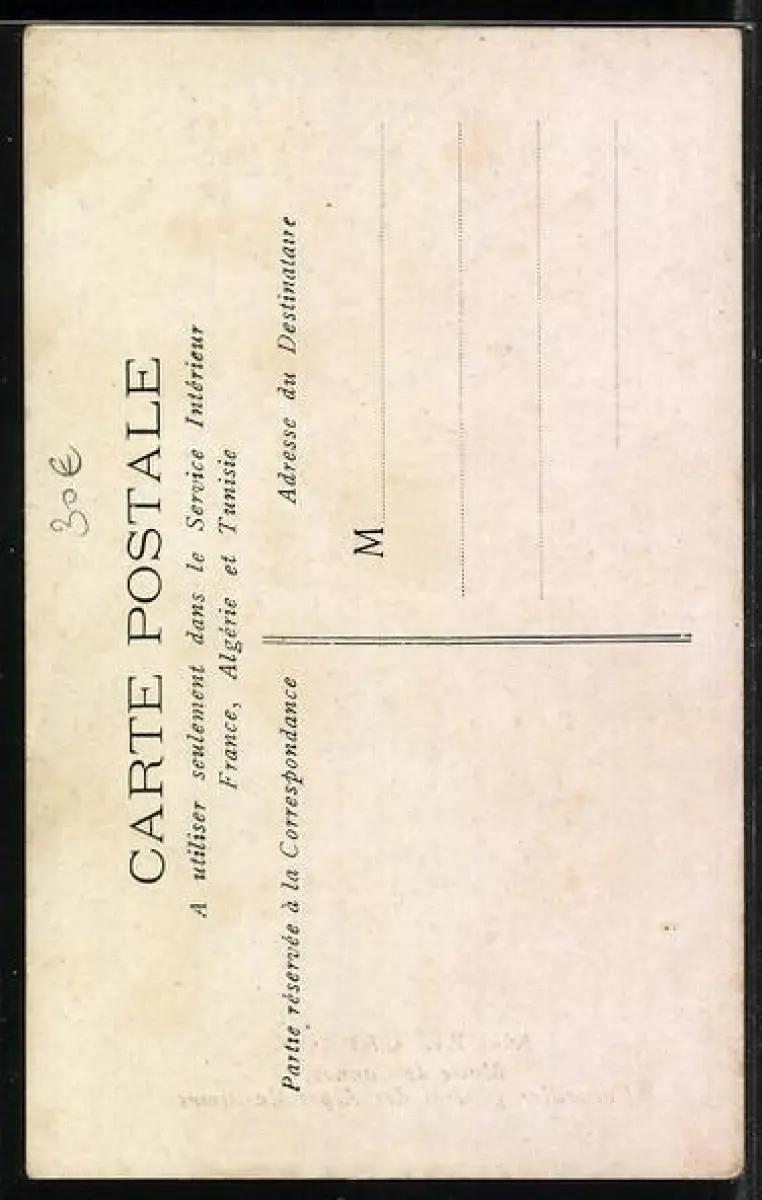 30€
CARTE POSTALE
A utiliser seulement dans le Service Intérieur
France, Algérie et Tunisie
Partie réservée à la Correspondance
Adresse du Destinataire
M